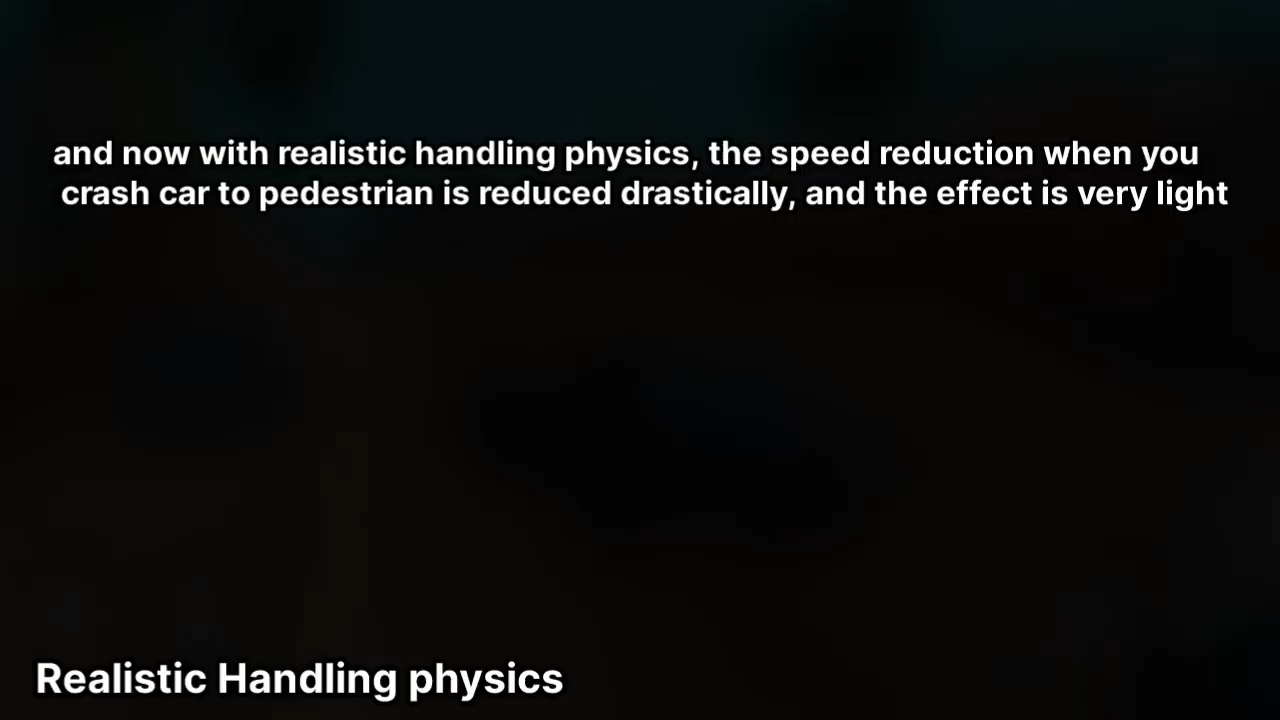 and now with realistic handling physics, the speed reduction when you
crash car to pedestrian is reduced drastically, and the effect is very light
Realistic Handling physics